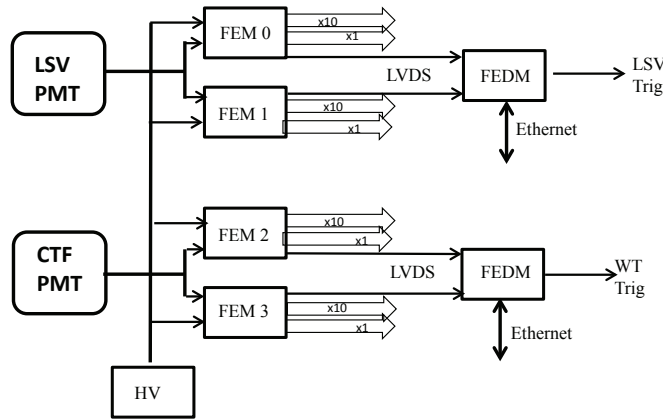 x10
FEM 0
x1
LSV
PMT
LVDS
FEDM
LSV
Trig
x10
FEM 1
x1
Ethernet
x10
FEM 2
x1
CTF
PMT
LVDS
FEDM
WT
Trig
x10
FEM 3
x1
Ethernet
HV